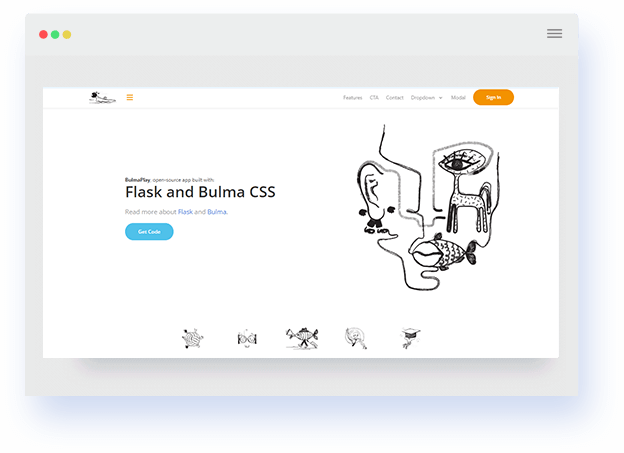 Features CTA Contact Dropdown Modal Sign In
BulmaPlay, open-source app built with
Flask and Bulma CSS
Read more about Flask and Bulma.
Get Code